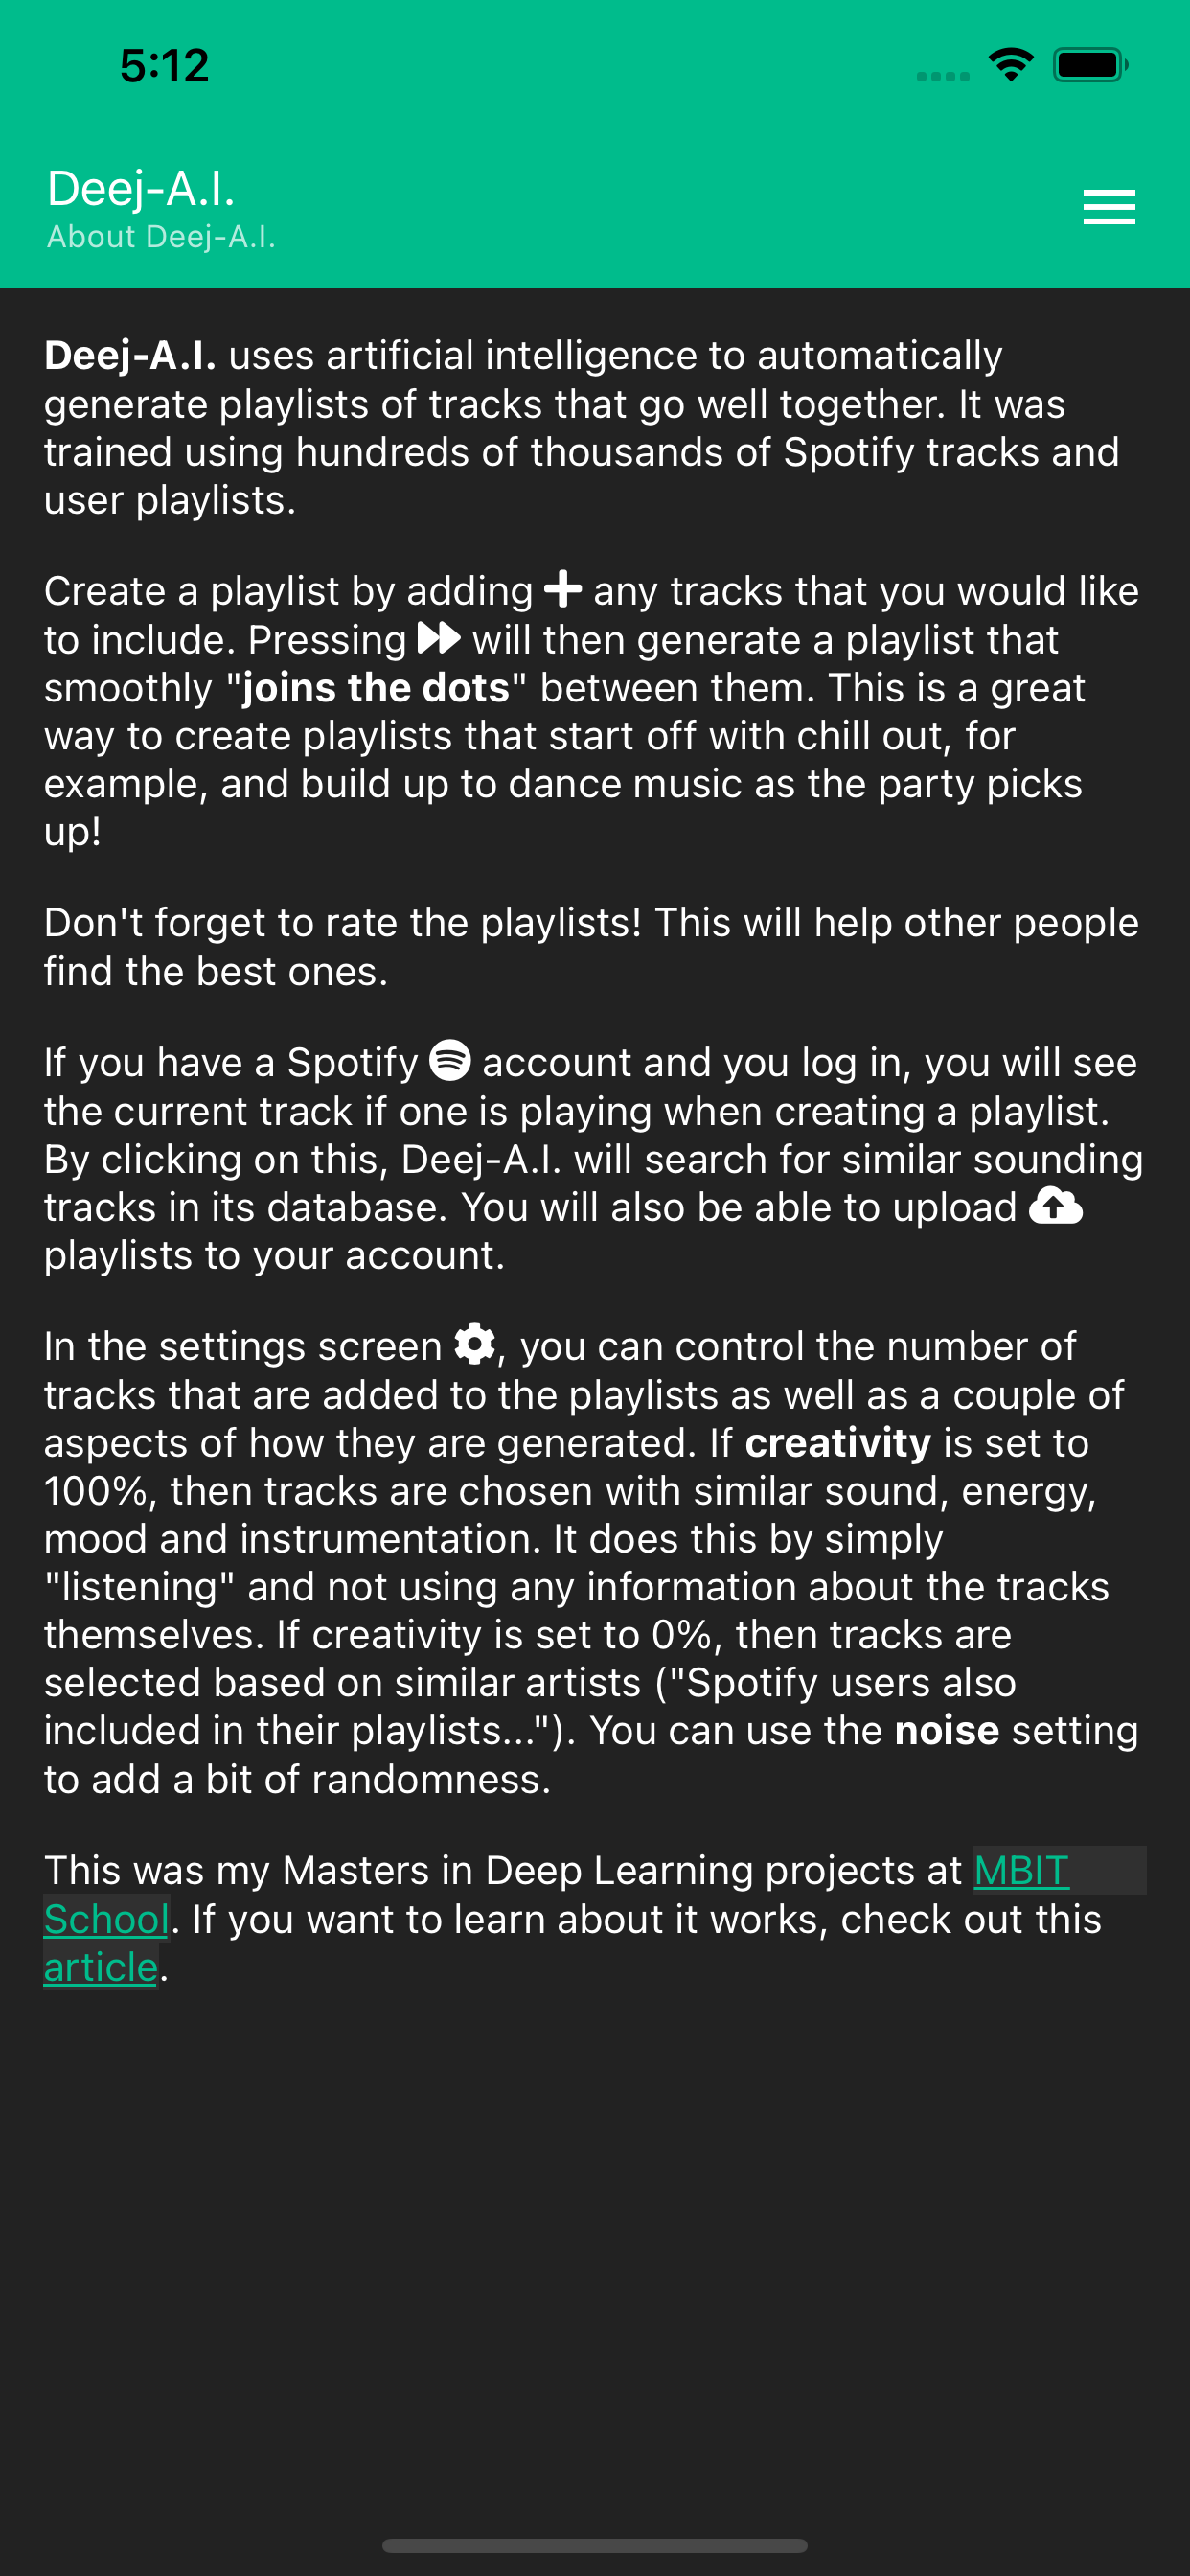 5:12
Deej-A.I.
About Deej-A.I.
Deej-A.I. uses artificial intelligence to automatically
generate playlists of tracks that go well together. It was
trained using hundreds of thousands of Spotify tracks and
user playlists.
Create a playlist by adding any tracks that you would like
to include. Pressing will then generate a playlist that
smoothly "joins the dots" between them. This is a great
way to create playlists that start off with chill out, for
example, and build up to dance music as the party picks
up!
Don't forget to rate the playlists! This will help other people
find the best ones.
If you have a Spotify account and you log in, you will see
the current track if one is playing when creating a playlist.
By clicking on this, Deej-A.I. will search for similar sounding
tracks in its database. You will also be able to upload
playlists to your account.
In the settings screen , you can control the number of
tracks that are added to the playlists as well as a couple of
aspects of how they are generated. If creativity is set to
100%, then tracks are chosen with similar sound, energy,
mood and instrumentation. It does this by simply
"listening" and not using any information about the tracks
themselves. If creativity is set to 0%, then tracks are
selected based on similar artists ("Spotify users also
included in their playlists..."). You can use the noise setting
to add a bit of randomness.
This was my Masters in Deep Learning projects at MBIT
School. If you want to learn about it works, check out this
article.